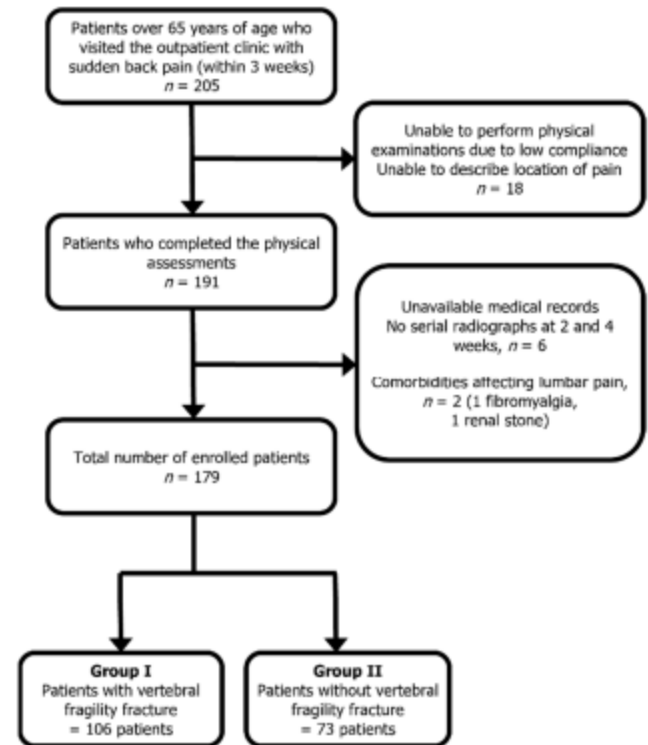 Patients over 65 years of age who
visited the outpatient clinic with
sudden back pain (within 3 weeks)
n = 205
Unable to perform physical
examinations due to low compliance
Unable to describe location of pain
n = 18
Patients who completed the physical
assessments
n = 191
Unavailable medical records
No serial radiographs at 2 and 4
weeks, n = 6
Comorbidities affecting lumbar pain,
n = 2 (1 fibromyalgia,
1 renal stone)
Total number of enrolled patients
n = 179
Group I
Patients with vertebral
fragility fracture
= 106 patients
Group II
Patients without vertebral
fragility fracture
= 73 patients